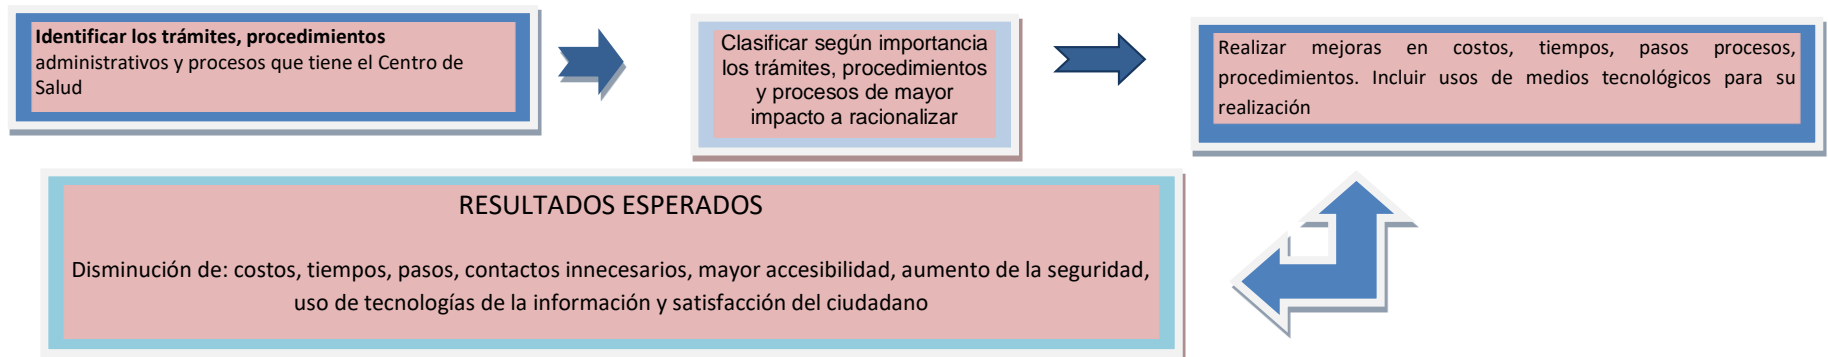 Identificar los trámites, procedimientos
administrativos y procesos que tiene el Centro de
Salud
Clasificar según importancia
los trámites, procedimientos
y procesos de mayor
impacto a racionalizar
Realizar mejoras en costos, tiempos, pasos procesos,
procedimientos. Incluir usos de medios tecnológicos para su
realización
RESULTADOS ESPERADOS
Disminución de: costos, tiempos, pasos, contactos innecesarios, mayor accesibilidad, aumento de la seguridad,
uso de tecnologías de la información y satisfacción del ciudadano